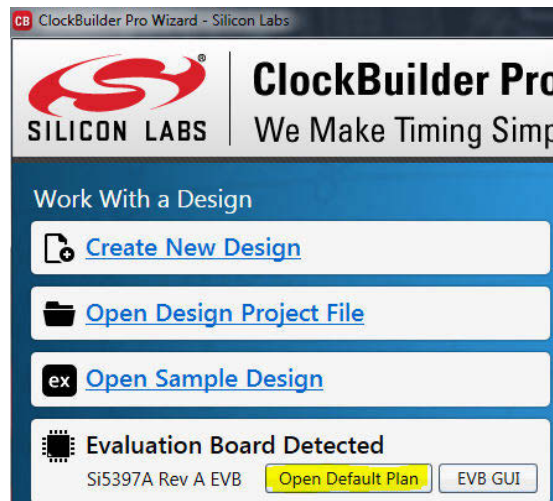 CB ClockBuilder Pro Wizard - Silicon Labs
SILICON LABS
ClockBuilder Pro
We Make Timing Simp
Work With a Design
Create New Design
Open Design Project File
ex Open Sample Design
Evaluation Board Detected
Si5397A Rev A EVB Open Default Plan EVB GUI